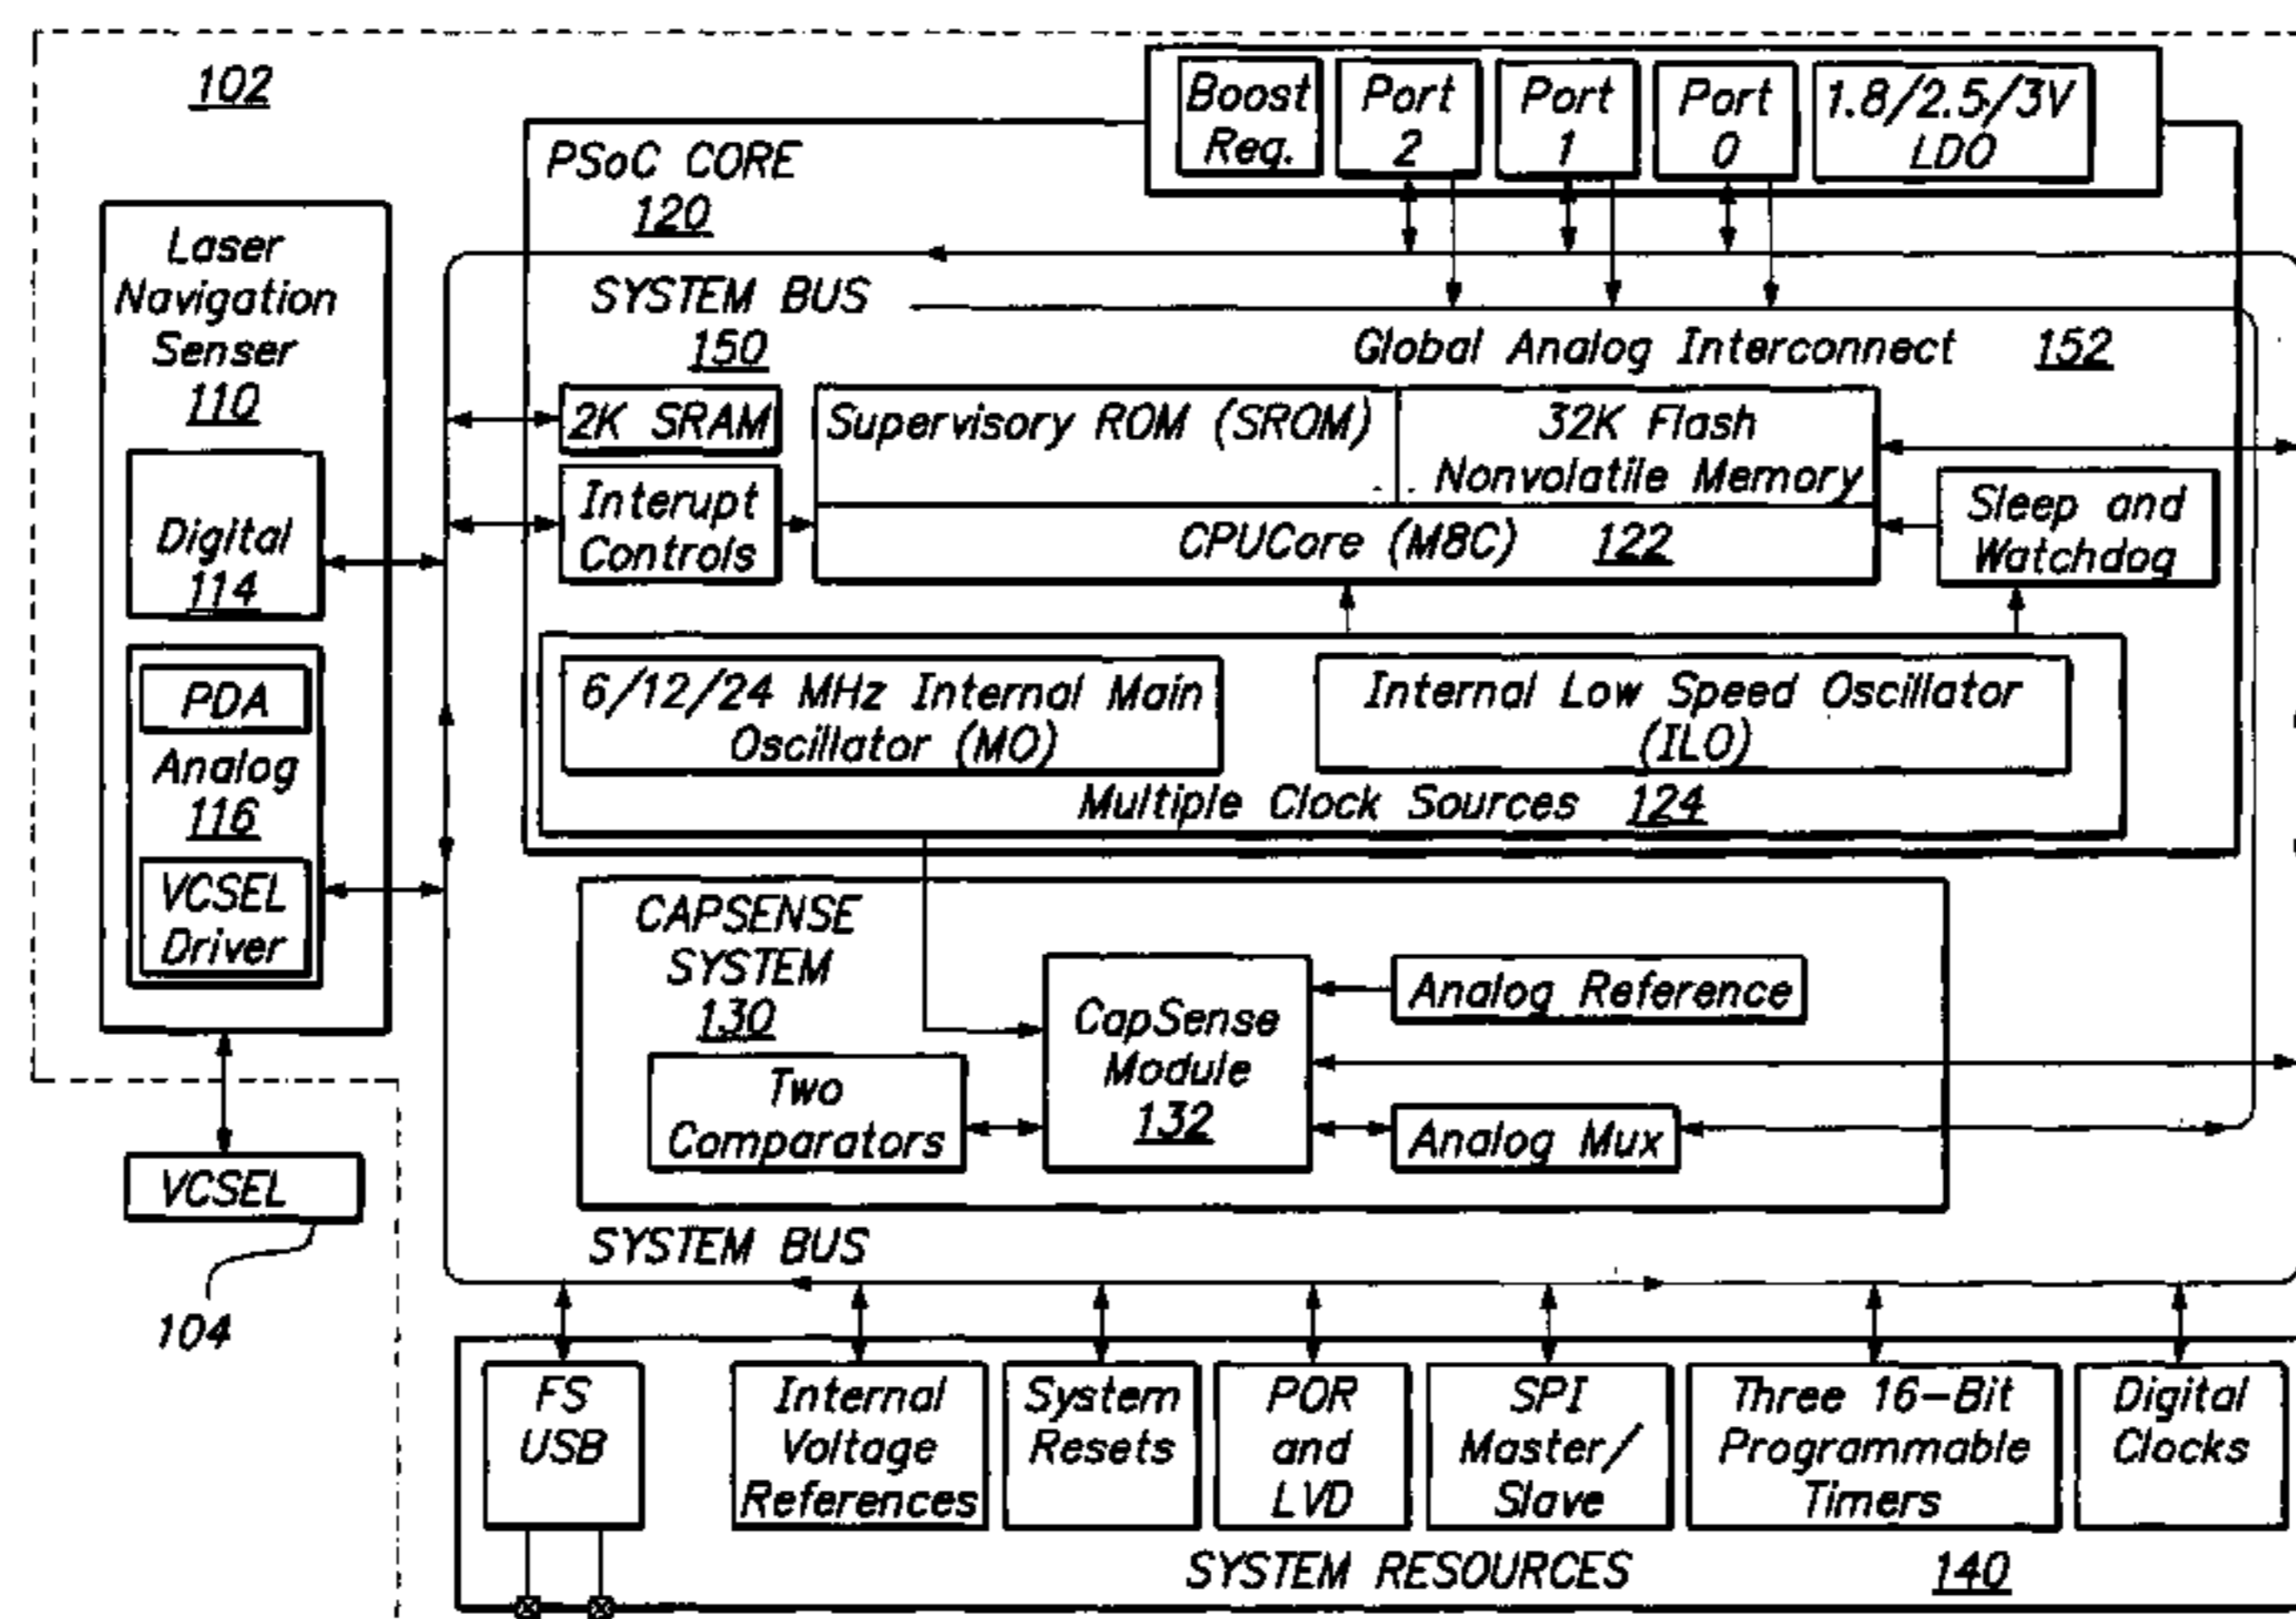 102
Boost
Reg.
Port
2
Port
1
Port
0
1.8/2.5/3V
LDO
PSoC CORE
120
Laser
Navigation
Senser
110
Digital
114
PDA
Analog
116
VCSEL
Driver
VCSEL
104
SYSTEM BUS
150
Global Analog Interconnect 152
2K SRAM
Interupt
Controls
Supervisory ROM (SROM)
32K Flash
Nonvolatile Memory
CPUCore (M8C) 122
Sleep and
Watchdog
6/12/24 MHz Internal Main
Oscillator (MO)
Internal Low Speed Oscillator
(ILO)
Multiple Clock Sources 124
CAPSENSE
SYSTEM
130
Two
Comparators
CapSense
Module
132
Analog Reference
Analog Mux
SYSTEM BUS
FS
USB
Internal
Voltage
References
System
Resets
POR
and
LVD
SPI
Master/
Slave
Three 16-Bit
Programmable
Timers
Digital
Clocks
SYSTEM RESOURCES 140